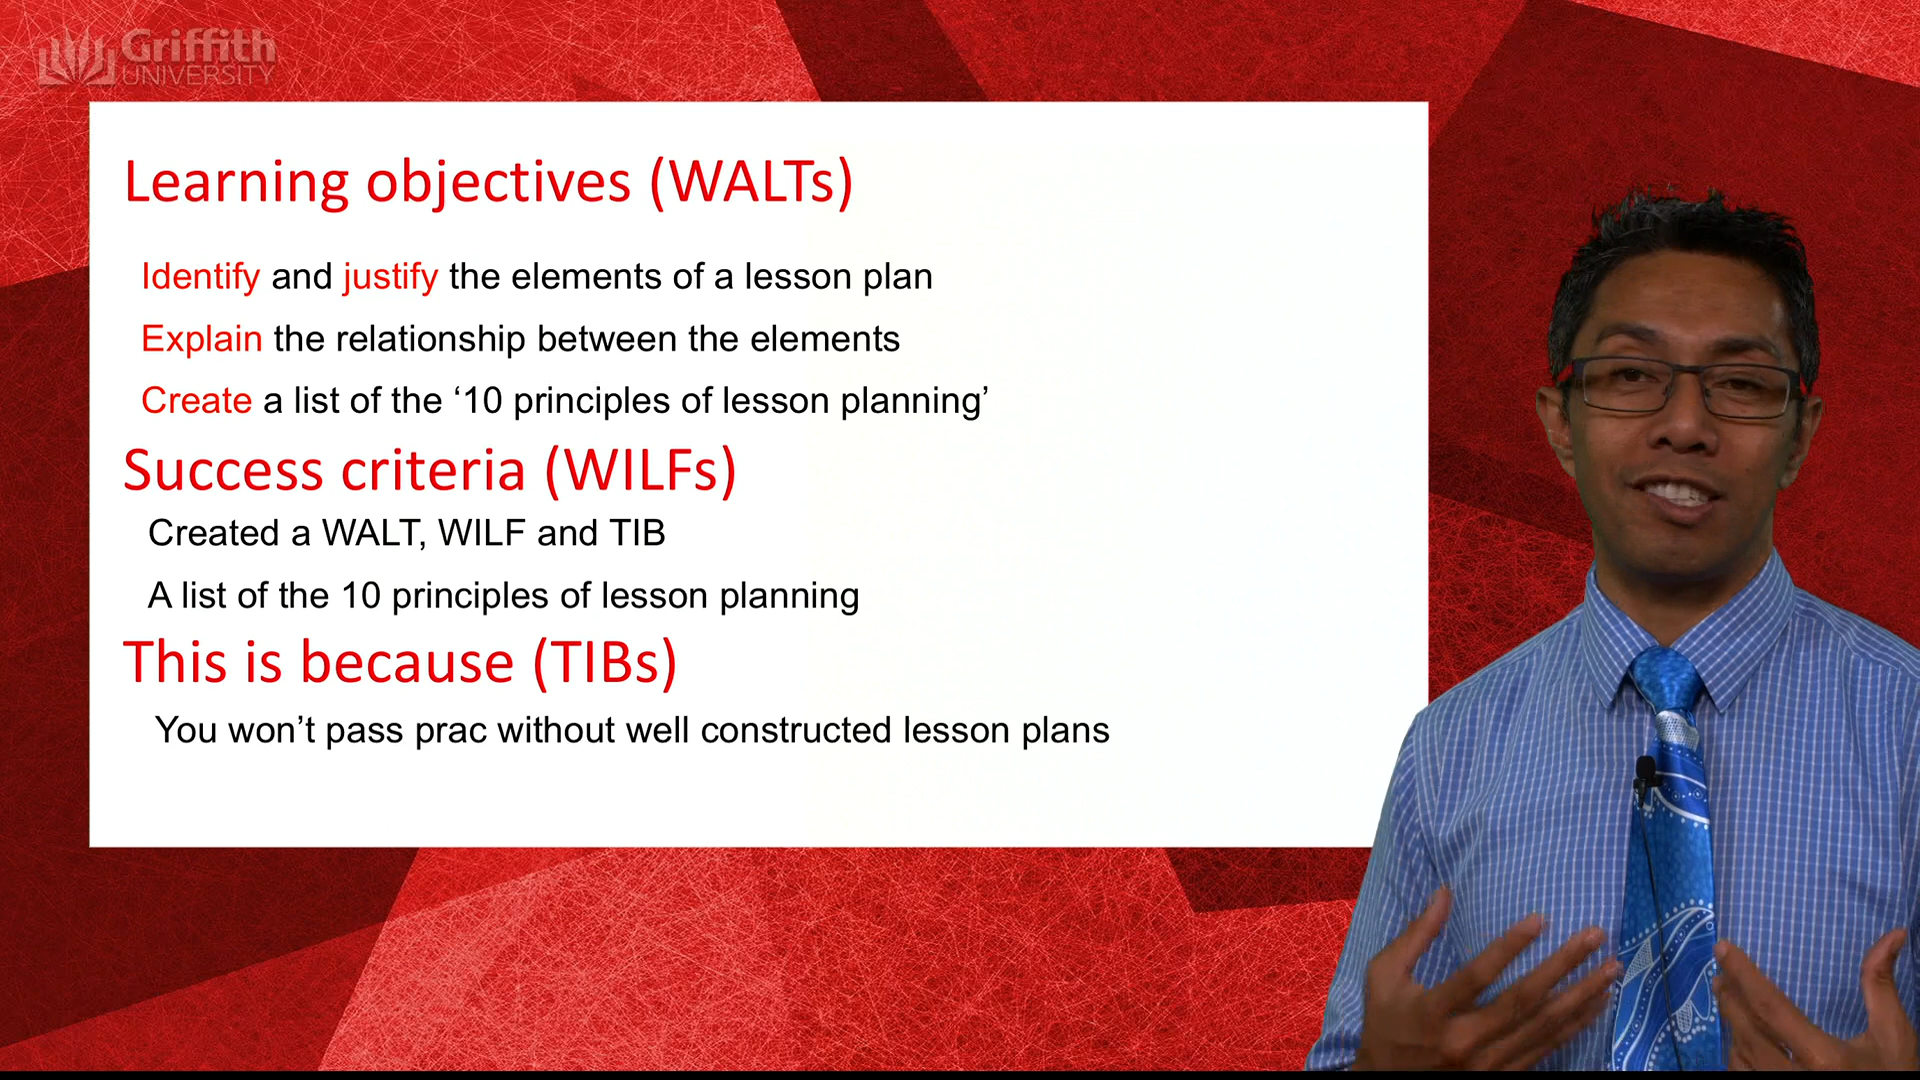 Griffith
UNIVERSITY
Learning objectives (WALTs)
Identify and justify the elements of a lesson plan
Explain the relationship between the elements
Create a list of the ‘10 principles of lesson planning’
Success criteria (WILFs)
Created a WALT, WILF and TIB
A list of the 10 principles of lesson planning
This is because (TIBs)
You won’t pass prac without well constructed lesson plans